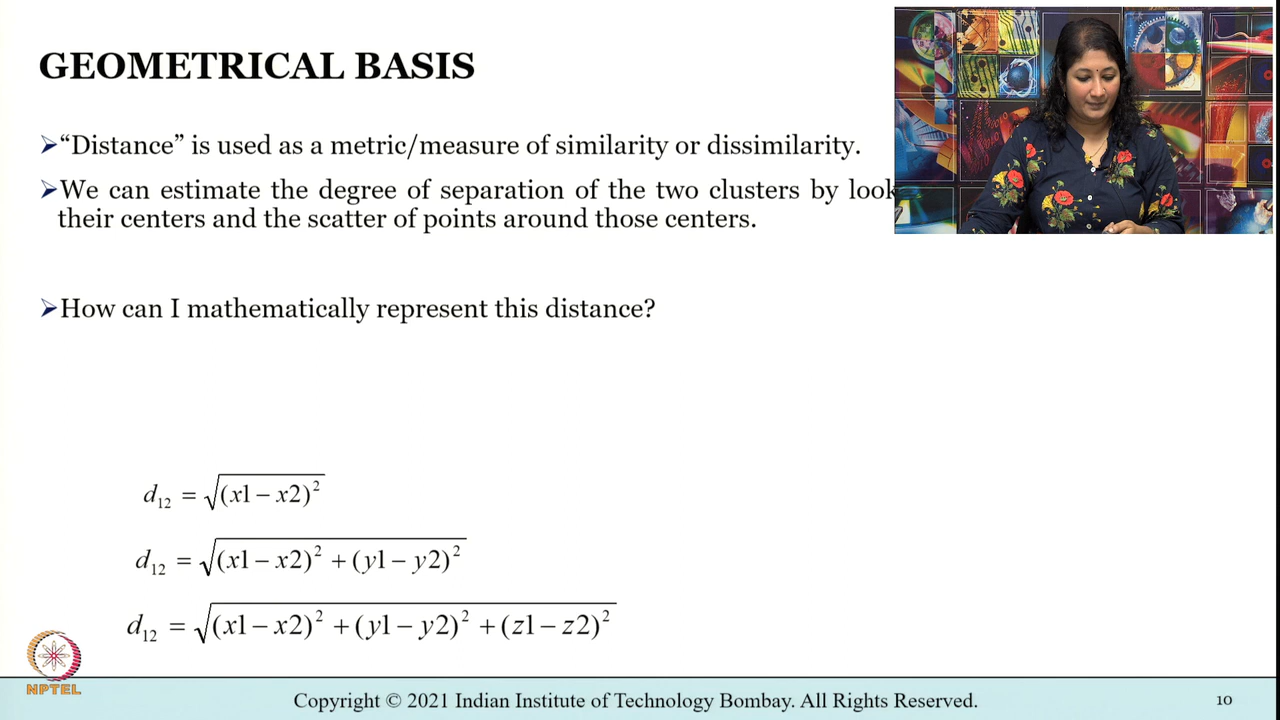 GEOMETRICAL BASIS
➢“Distance” is used as a metric/measure of similarity or dissimilarity.
➢We can estimate the degree of separation of the two clusters by look
their centers and the scatter of points around those centers.
➢How can I mathematically represent this distance?
d₁₂ = √(x1 − x2)²
d₁₂ = √(x1 − x2)² + (y1 − y2)²
d₁₂ = √(x1 − x2)² + (y1 − y2)² + (z1 − z2)²
NPTEL
Copyright © 2021 Indian Institute of Technology Bombay. All Rights Reserved.
10